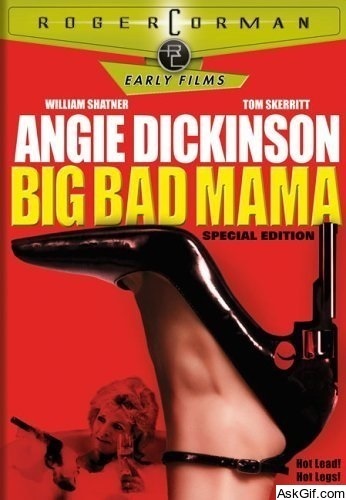 ROGER CORMAN
RC
EARLY FILMS
WILLIAM SHATNER TOM SKERRITT
ANGIE DICKINSON
BIG BAD MAMA
SPECIAL EDITION
Hot Lead!
Hot Legs!
AskGif.com